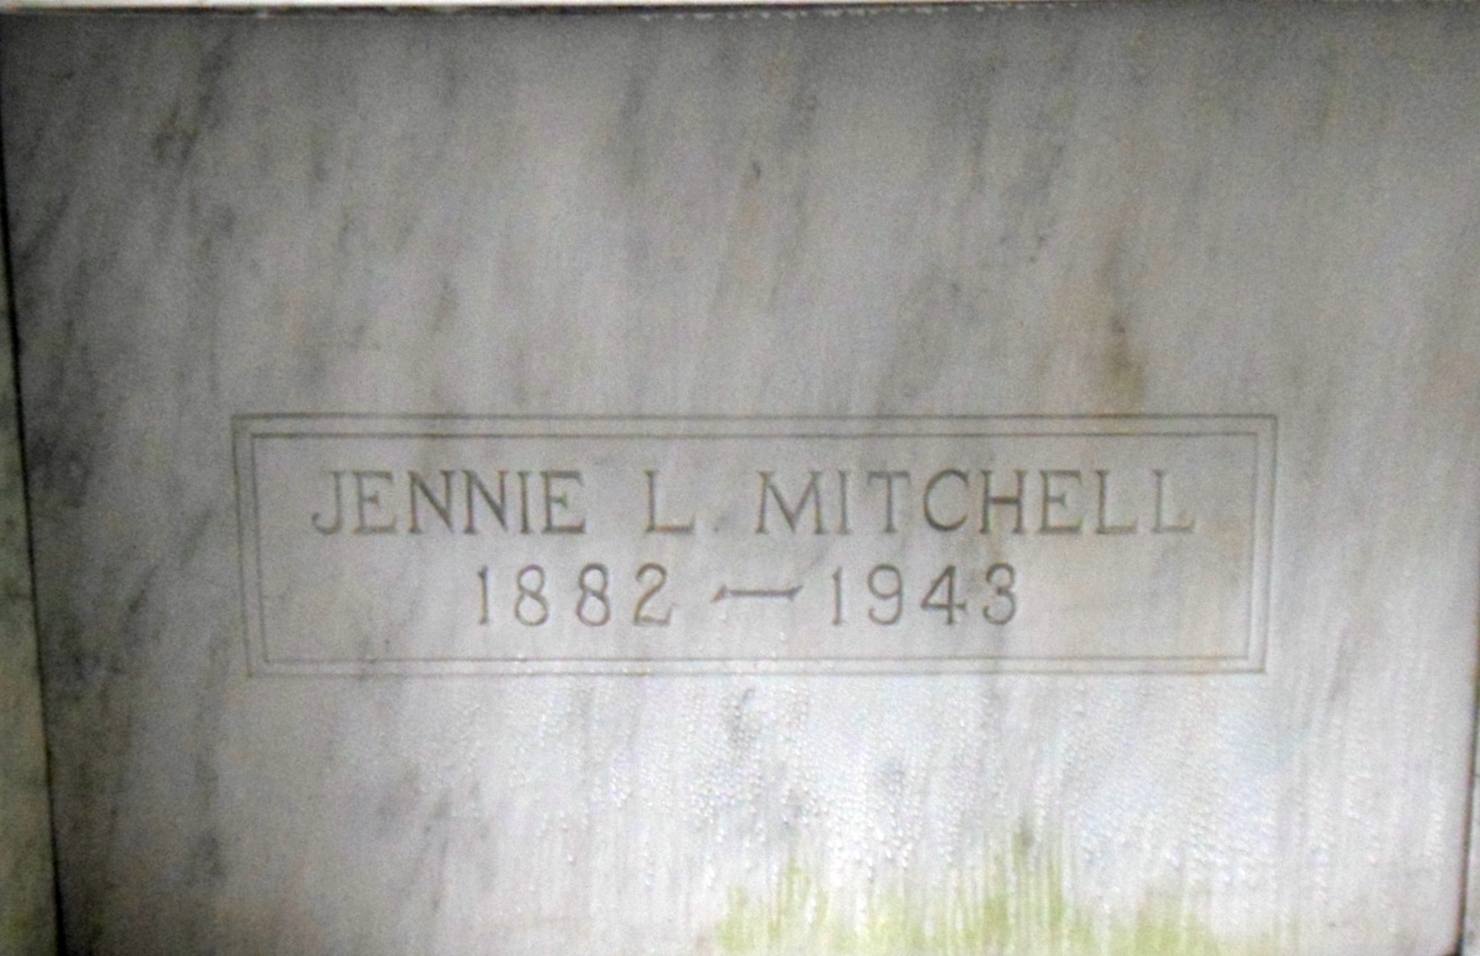 JENNIE L. MITCHELL
1882 — 1943